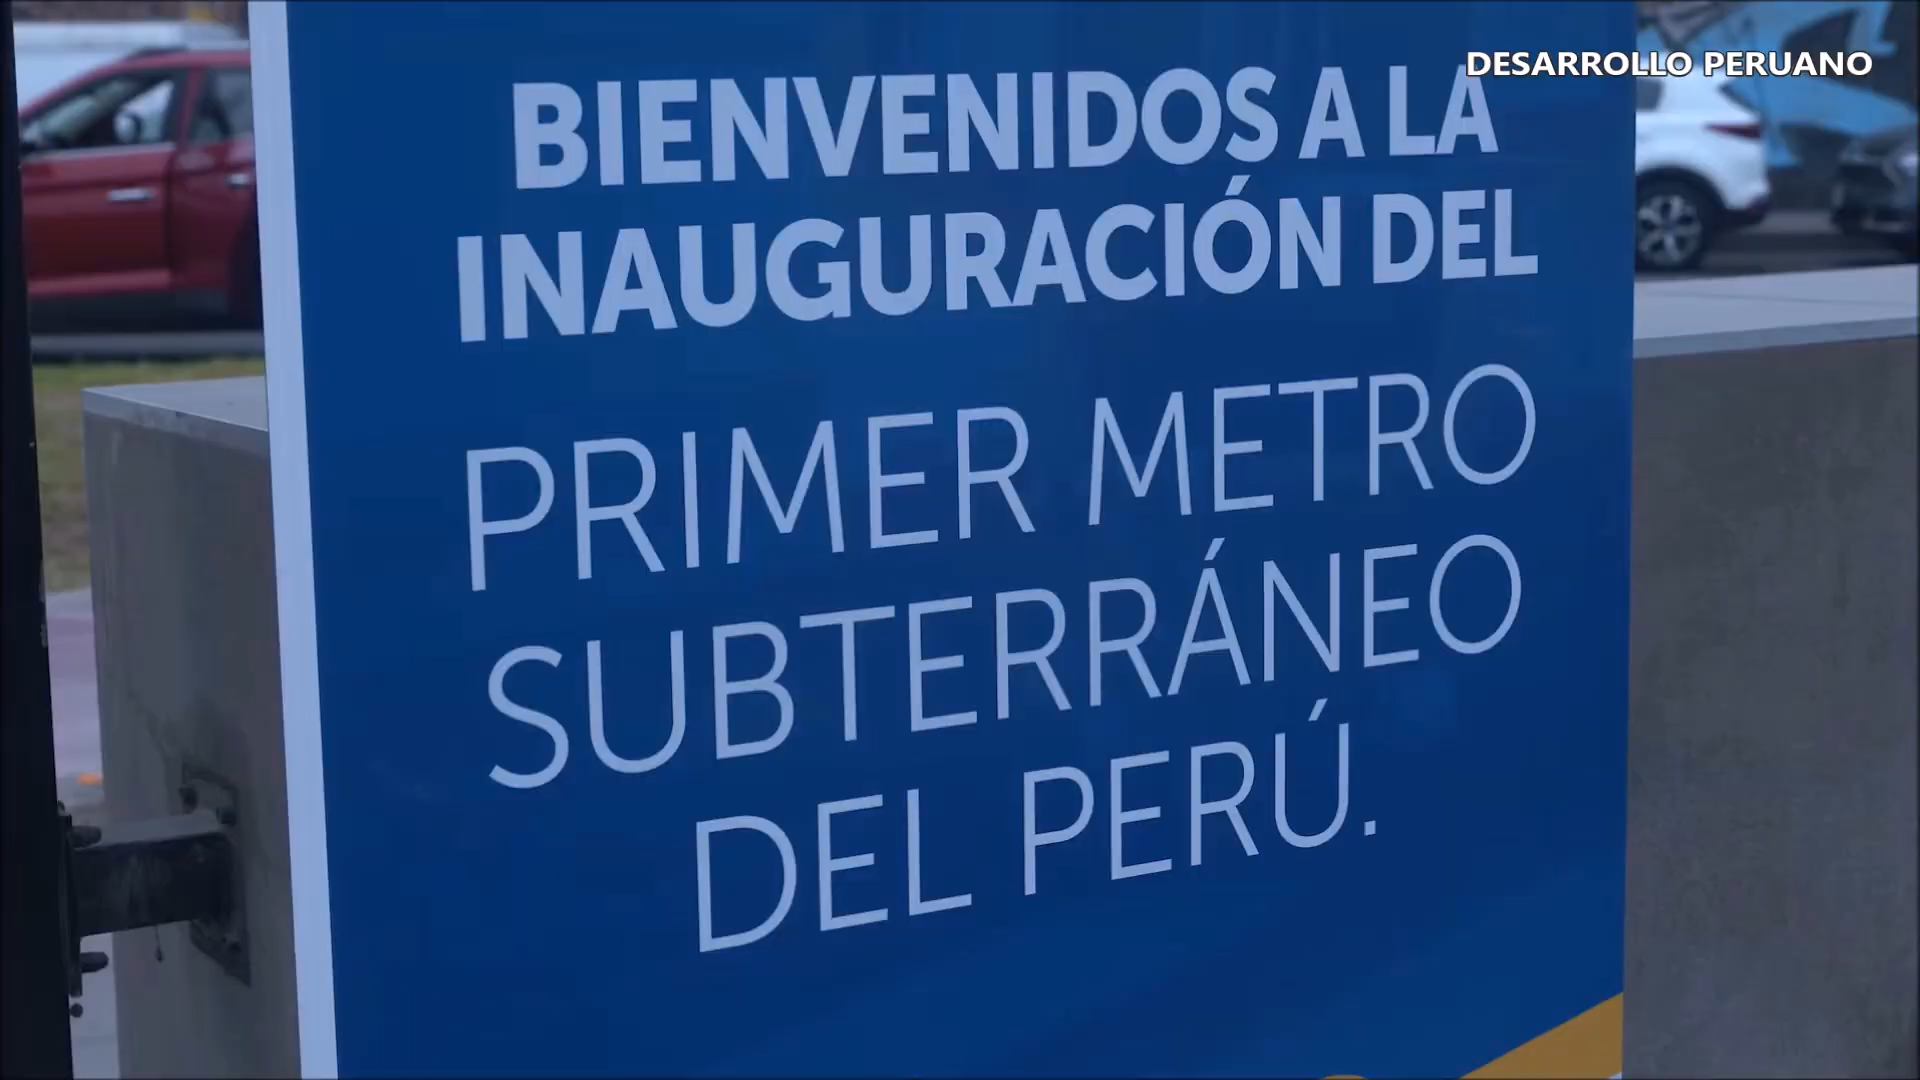 DESARROLLO PERUANO
BIENVENIDOS A LA
INAUGURACIÓN DEL
PRIMER METRO
SUBTERRÁNEO
DEL PERÚ.